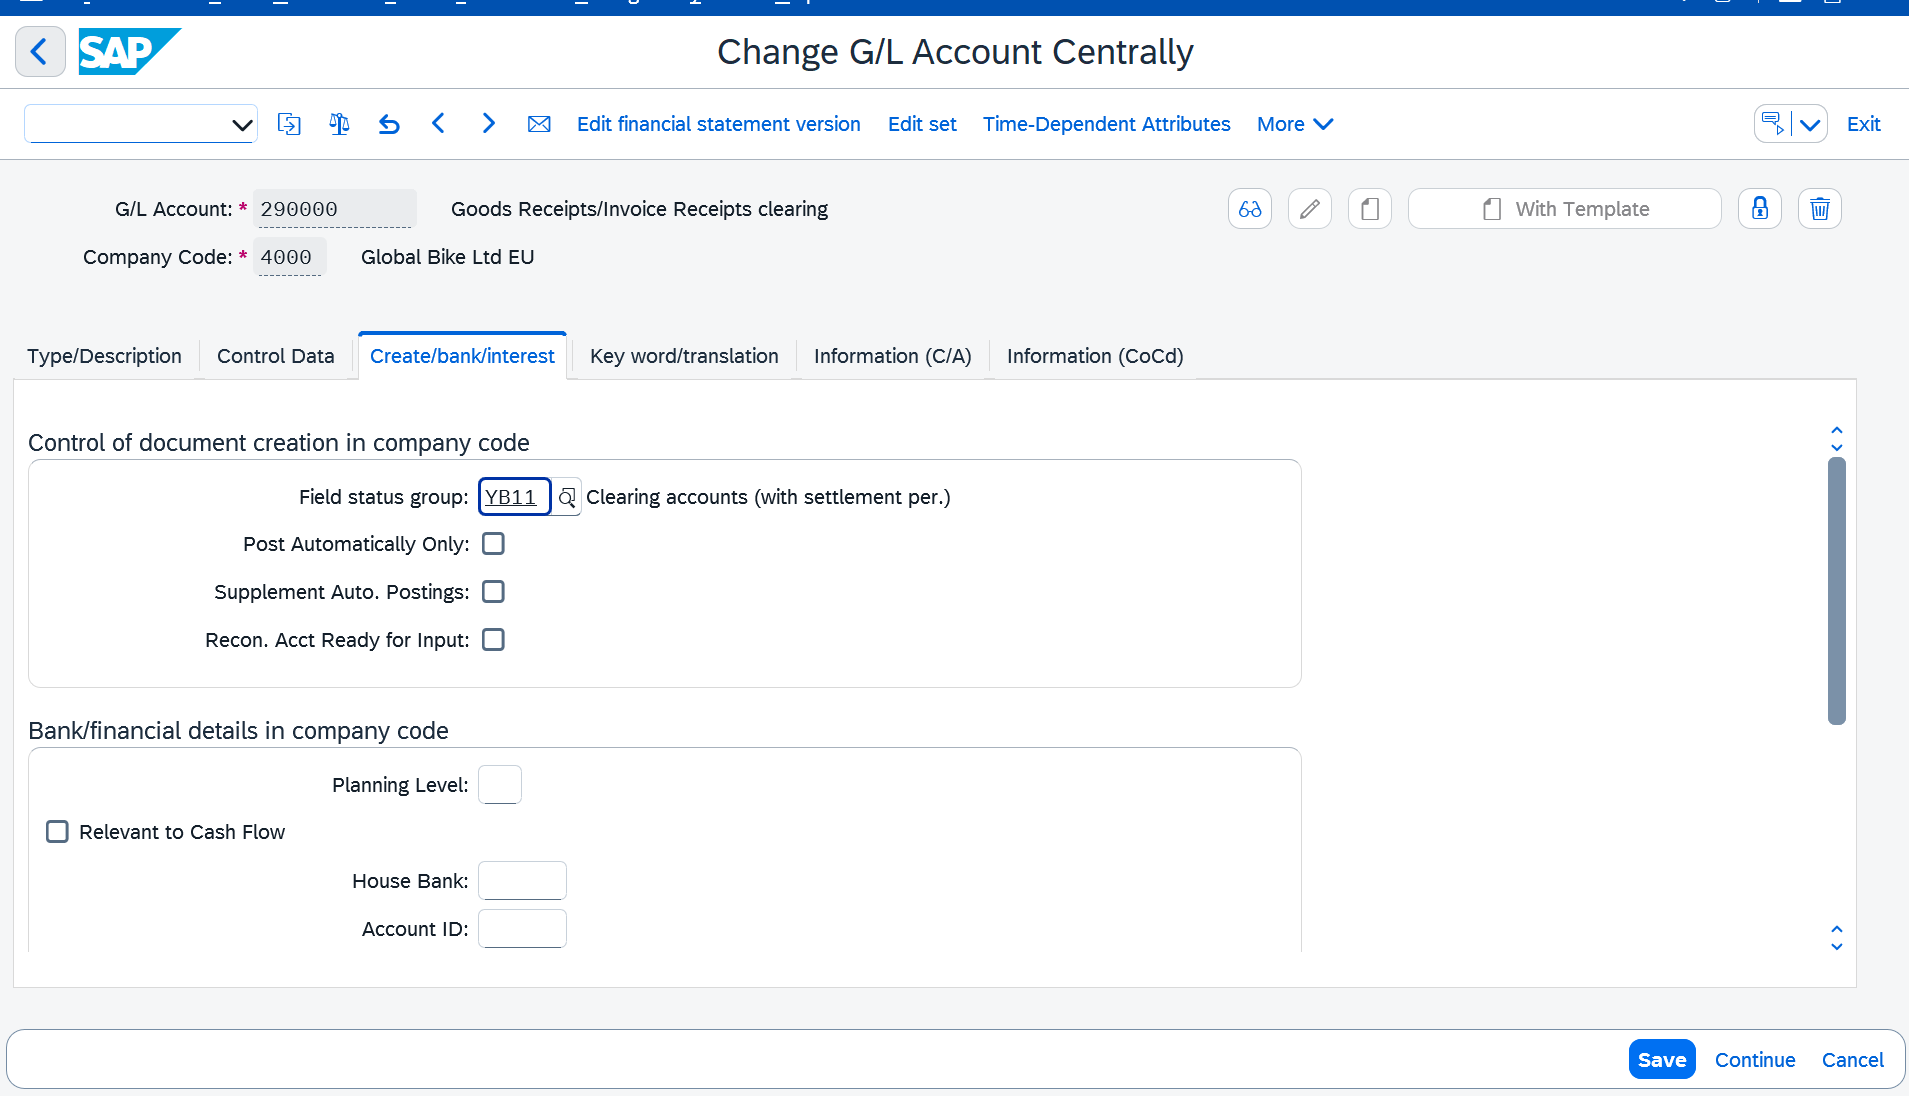 SAP
Change G/L Account Centrally
Edit financial statement version Edit set Time-Dependent Attributes More Exit
G/L Account: * 290000 Goods Receipts/Invoice Receipts clearing
With Template
Company Code: * 4000 Global Bike Ltd EU
Type/Description Control Data Create/bank/interest Key word/translation Information (C/A) Information (CoCd)
Control of document creation in company code
Field status group: YB11 Clearing accounts (with settlement per.)
Post Automatically Only:
Supplement Auto. Postings:
Recon. Acct Ready for Input:
Bank/financial details in company code
Planning Level:
Relevant to Cash Flow
House Bank:
Account ID:
Save Continue Cancel